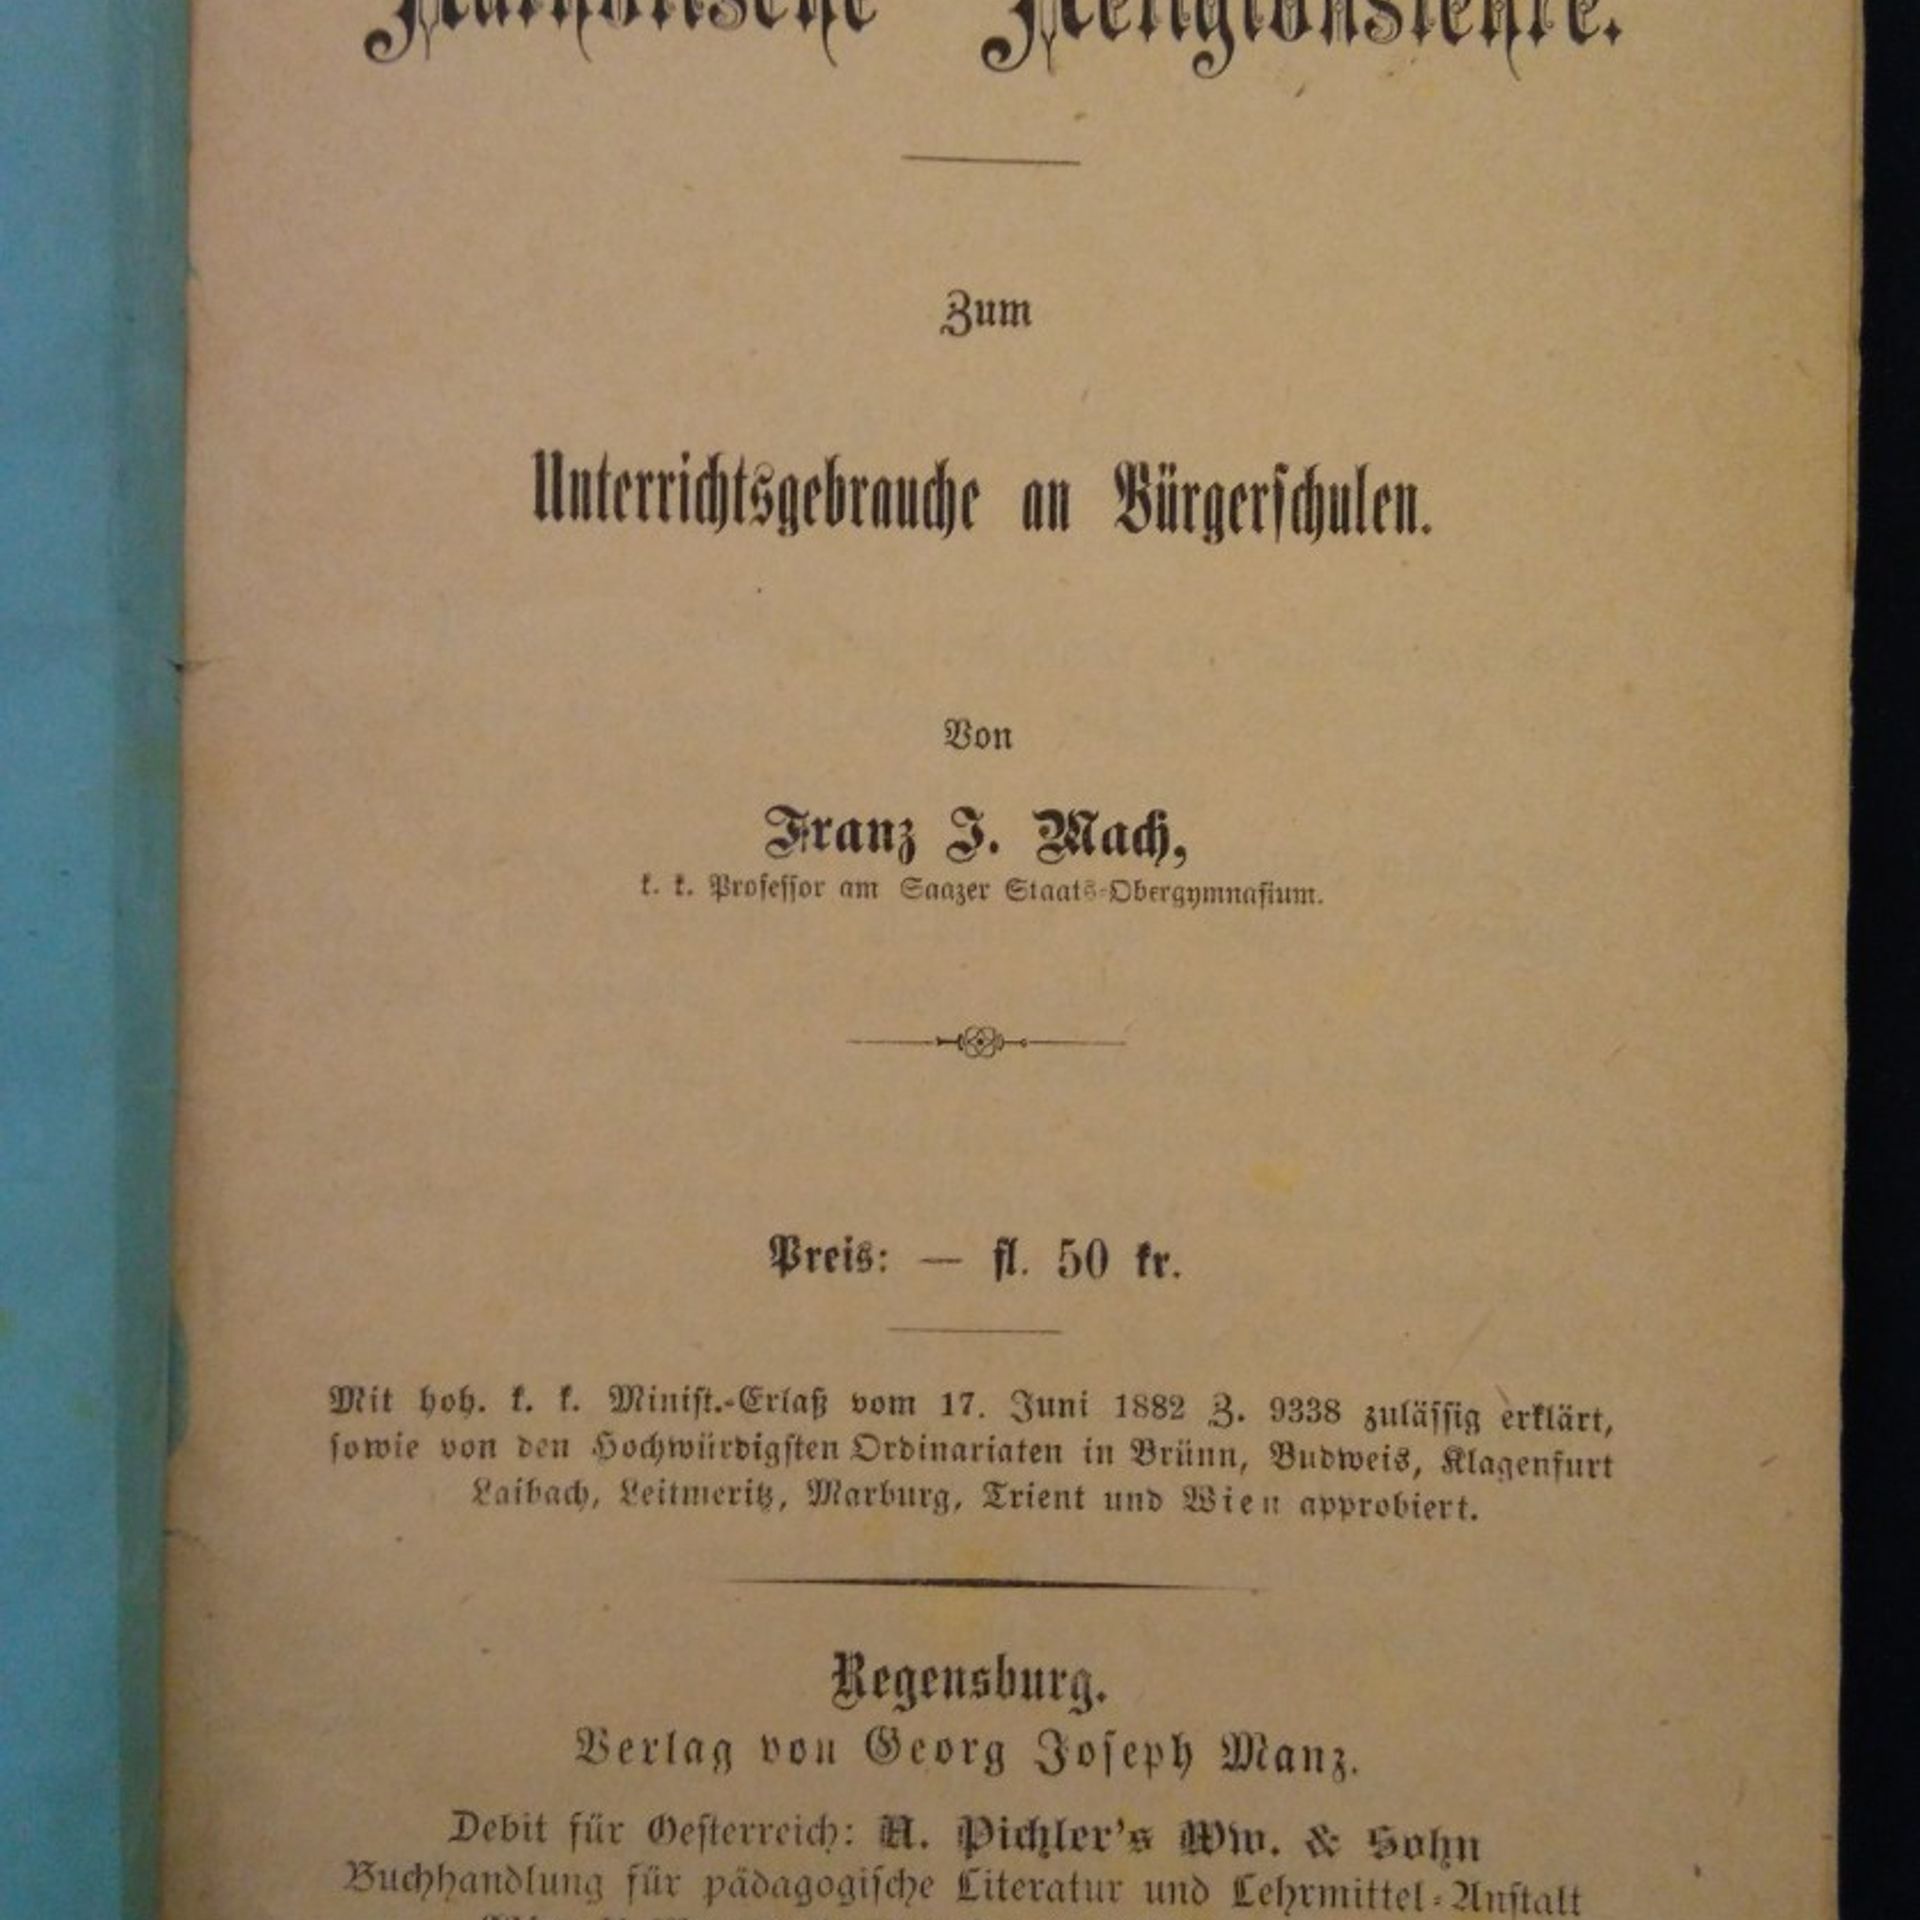 Katholische Religionslehre.
Zum
Unterrichtsgebrauche an Bürgerschulen.
Von
Franz J. Mach,
k. k. Professor am Saazer Staats-Obergymnasium.
Preis: — fl. 50 kr.
Mit hoh. k. k. Minist.-Erlaß vom 17. Juni 1882 Z. 9338 zulässig erklärt,
sowie von den Hochwürdigsten Ordinariaten in Brünn, Budweis, Klagenfurt
Laibach, Leitmeritz, Marburg, Trient und Wien approbiert.
Regensburg.
Verlag von Georg Joseph Manz.
Debit für Oesterreich: A. Pichler's Ww. & Sohn
Buchhandlung für pädagogische Literatur und Lehrmittel-Anstalt